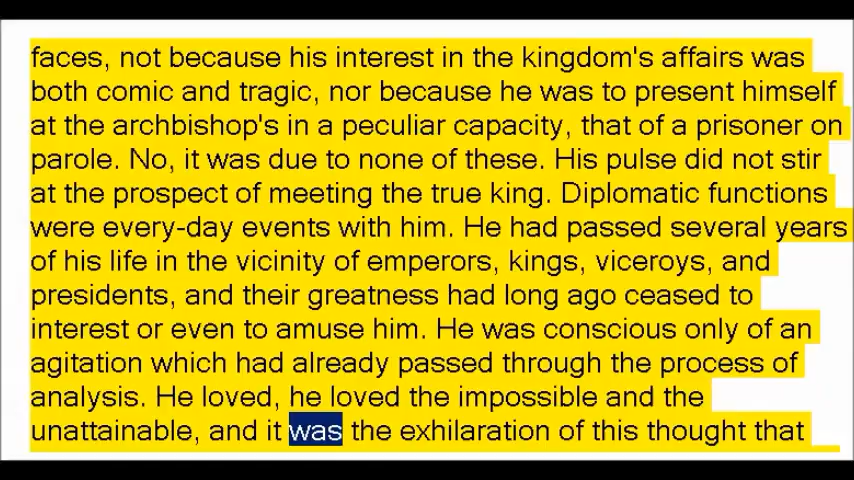 faces, not because his interest in the kingdom's affairs was
both comic and tragic, nor because he was to present himself
at the archbishop's in a peculiar capacity, that of a prisoner on
parole. No, it was due to none of these. His pulse did not stir
at the prospect of meeting the true king. Diplomatic functions
were every-day events with him. He had passed several years
of his life in the vicinity of emperors, kings, viceroys, and
presidents, and their greatness had long ago ceased to
interest or even to amuse him. He was conscious only of an
agitation which had already passed through the process of
analysis. He loved, he loved the impossible and the
unattainable, and it was the exhilaration of this thought that